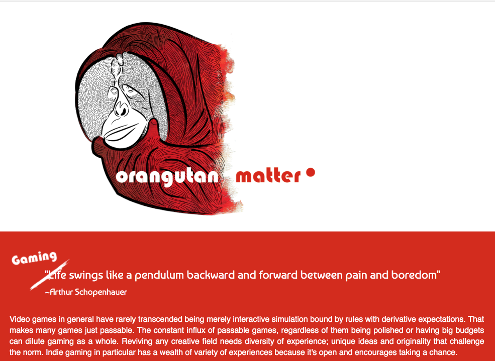 orangutan matter
Gaming
"Life swings like a pendulum backward and forward between pain and boredom"
–Arthur Schopenhauer
Video games in general have rarely transcended being merely interactive simulation bound by rules with derivative expectations. That
makes many games just passable. The constant influx of passable games, regardless of them being polished or having big budgets
can dilute gaming as a whole. Reviving any creative field needs diversity of experience; unique ideas and originality that challenge
the norm. Indie gaming in particular has a wealth of variety of experiences because it's open and encourages taking a chance.